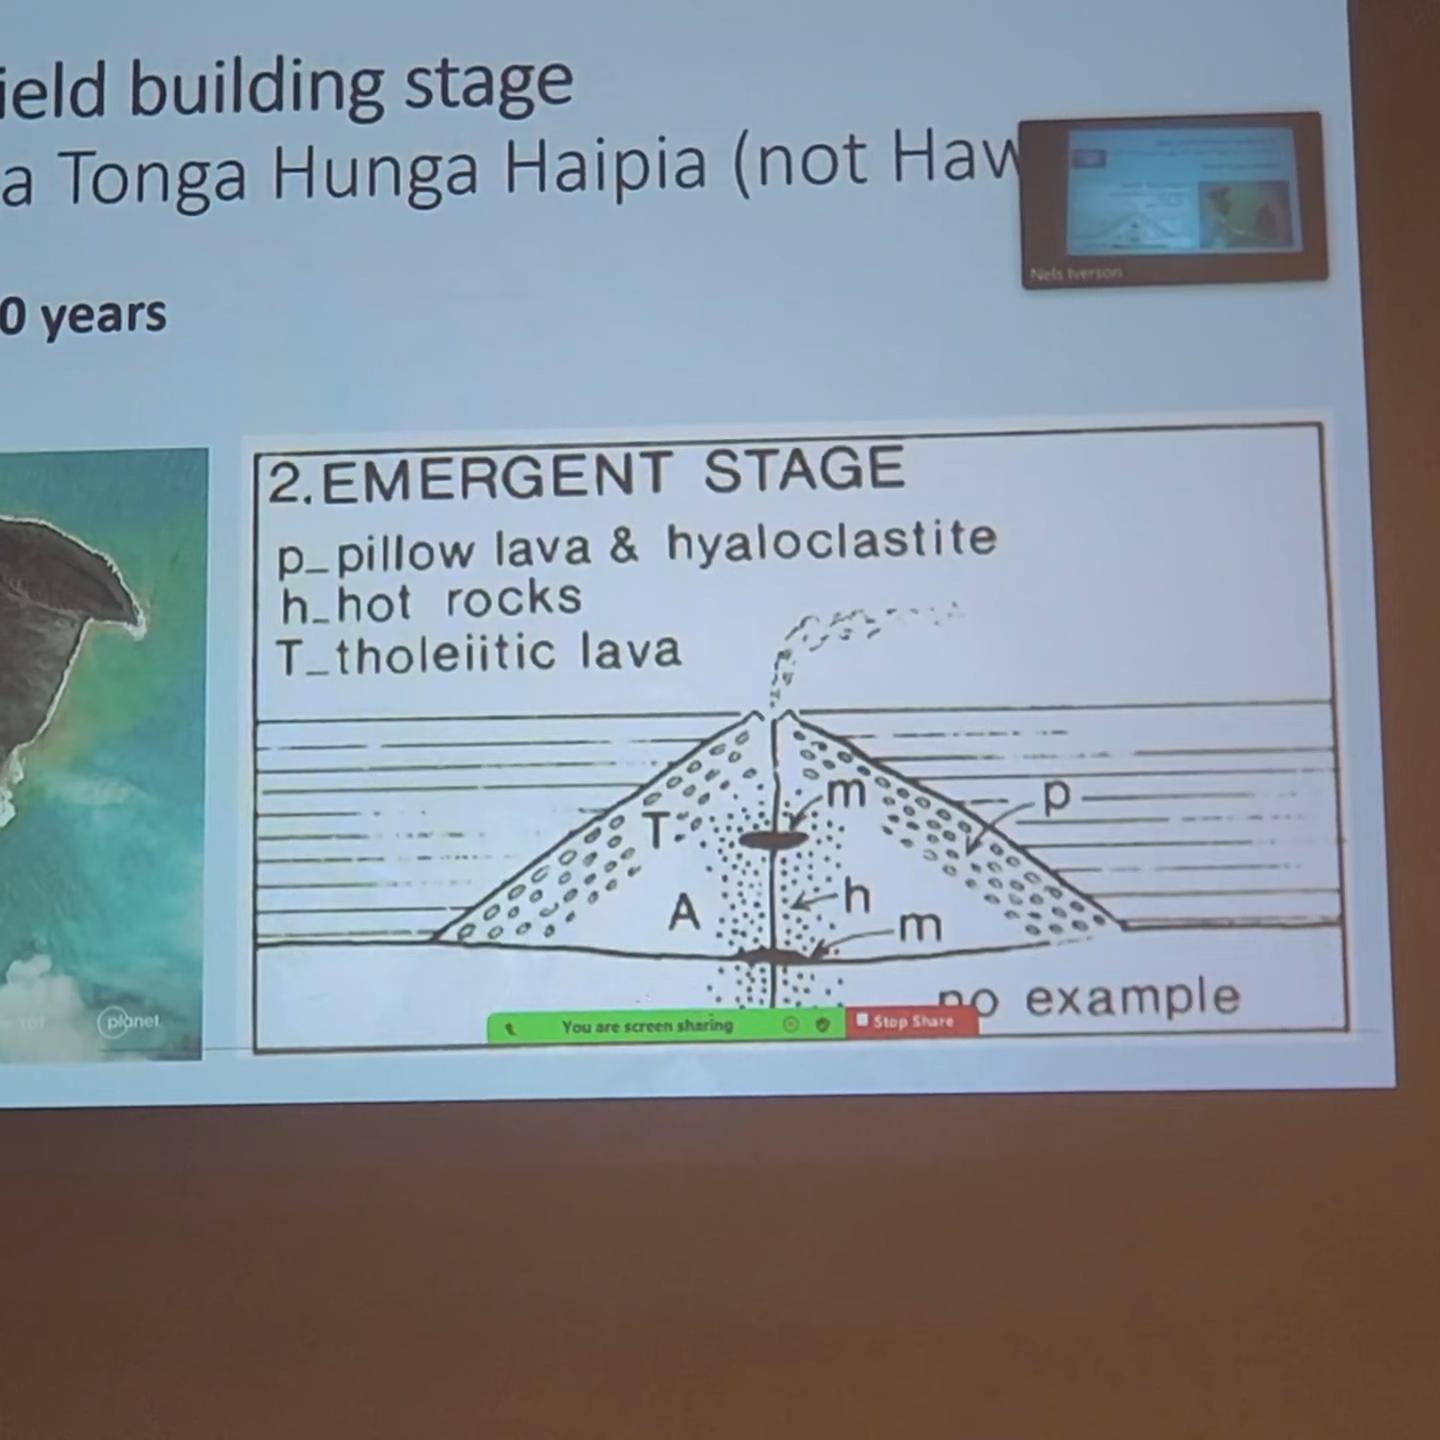 ield building stage
a Tonga Hunga Haipia (not Haw
Nels Iverson
0 years
2. EMERGENT STAGE
p_pillow lava & hyaloclastite
h_hot rocks
T_tholeiitic lava
m
p
T
h
A
m
no example
planet.
You are screen sharing
Stop Share